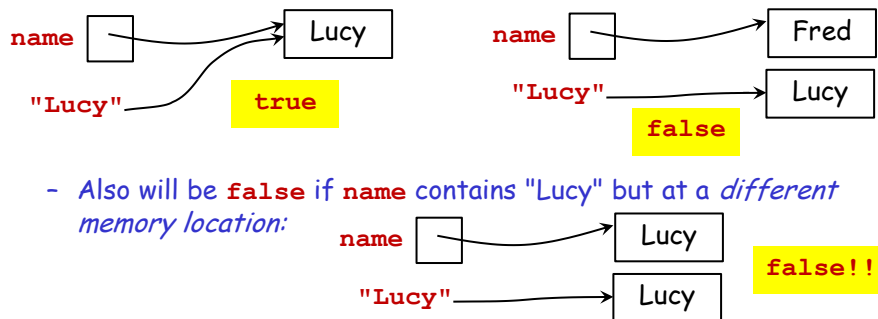 name Lucy name Fred
"Lucy" true "Lucy" Lucy
false
- Also will be false if name contains "Lucy" but at a different
memory location:
name Lucy
false!!
"Lucy" Lucy